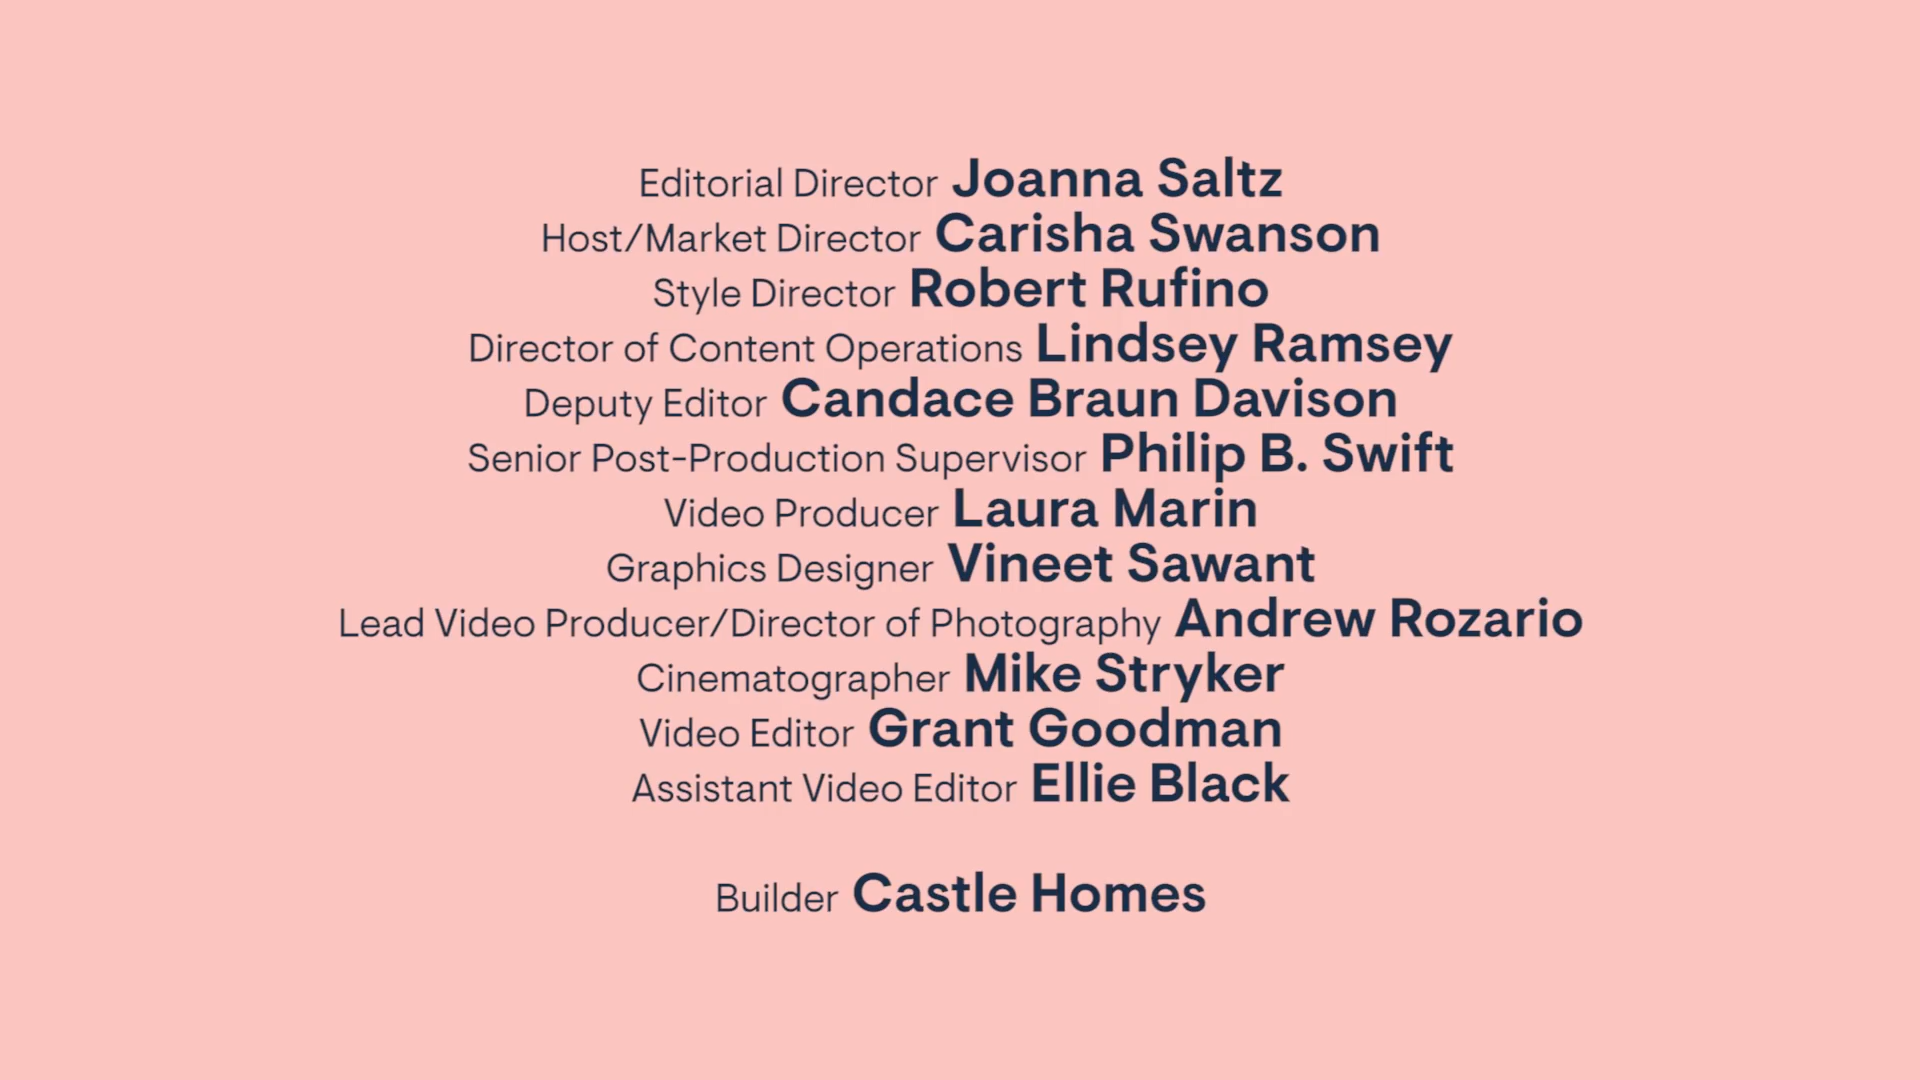 Editorial Director Joanna Saltz
Host/Market Director Carisha Swanson
Style Director Robert Rufino
Director of Content Operations Lindsey Ramsey
Deputy Editor Candace Braun Davison
Senior Post-Production Supervisor Philip B. Swift
Video Producer Laura Marin
Graphics Designer Vineet Sawant
Lead Video Producer/Director of Photography Andrew Rozario
Cinematographer Mike Stryker
Video Editor Grant Goodman
Assistant Video Editor Ellie Black
Builder Castle Homes